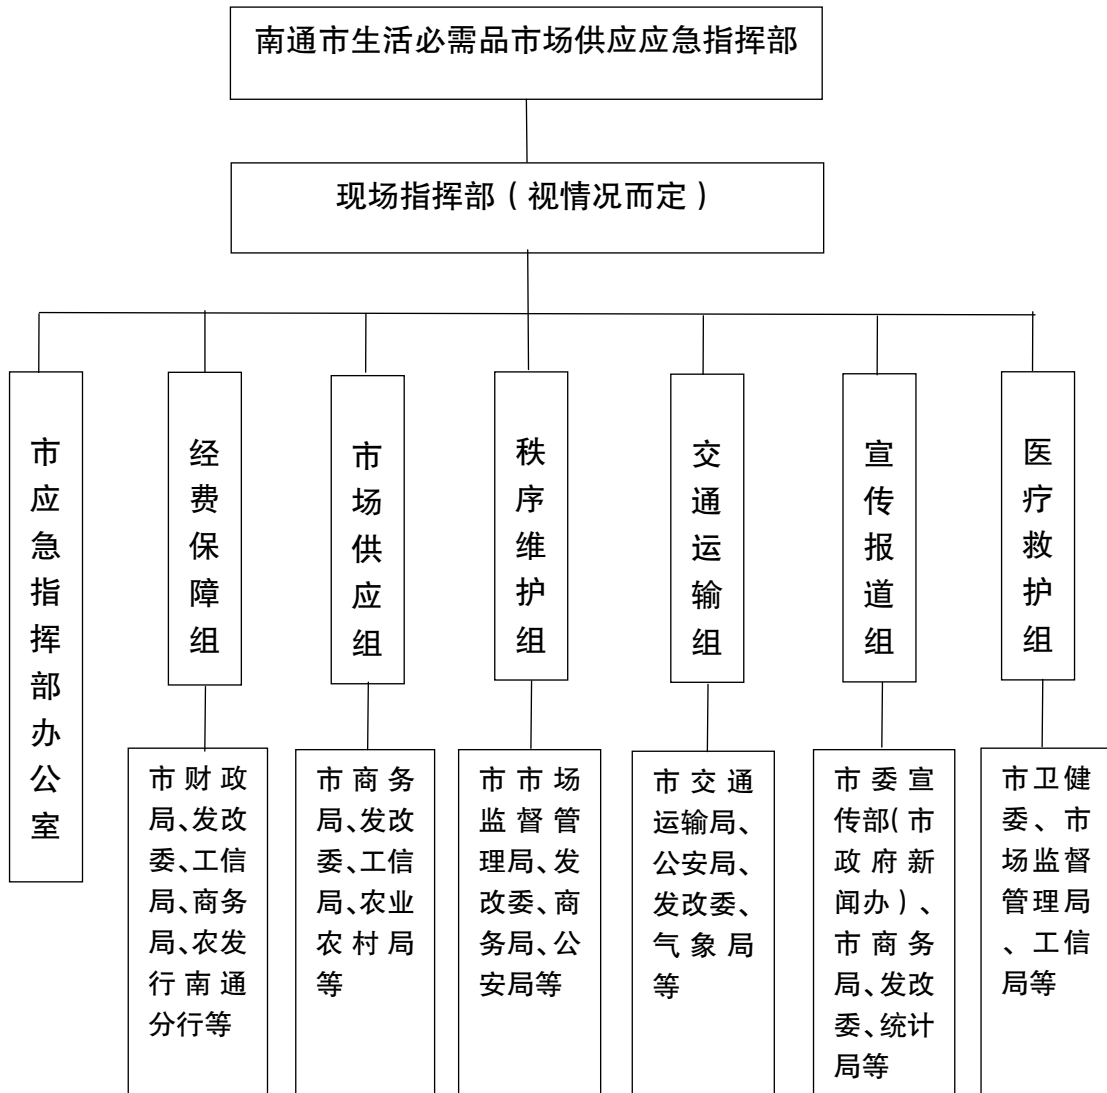 南通市生活必需品市场供应应急指挥部
现场指挥部（视情况而定）
市应急指挥部办公室
经费保障组
市场供应组
秩序维护组
交通运输组
宣传报道组
医疗救护组
市财政
局、发改
委、工信
局、商务
局、农发
行南通
分行等
市商务
局、发改
委、工信
局、农业
农村局
等
市市场
监督管
理局、发
改委、商
务局、公
安局等
市交通
运输局、
公安局、
发改委、
气象局
等
市委宣
传部（市
政府新
闻办）、
市商务
局、发改
委、统计
局等
市卫健
委、市
场监督
管理局
、工信
局等